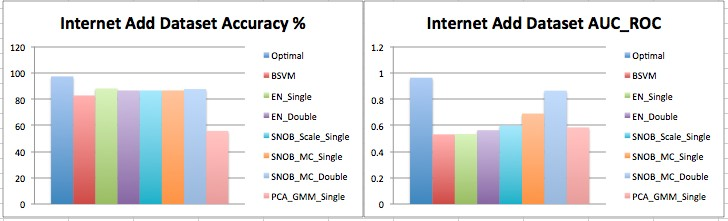 Internet Add Dataset Accuracy %
120
100
80
60
40
20
0
Optimal
BSVM
EN_Single
EN_Double
SNOB_Scale_Single
SNOB_MC_Single
SNOB_MC_Double
PCA_GMM_Single
Internet Add Dataset AUC_ROC
1.2
1
0.8
0.6
0.4
0.2
0
Optimal
BSVM
EN_Single
EN_Double
SNOB_Scale_Single
SNOB_MC_Single
SNOB_MC_Double
PCA_GMM_Single